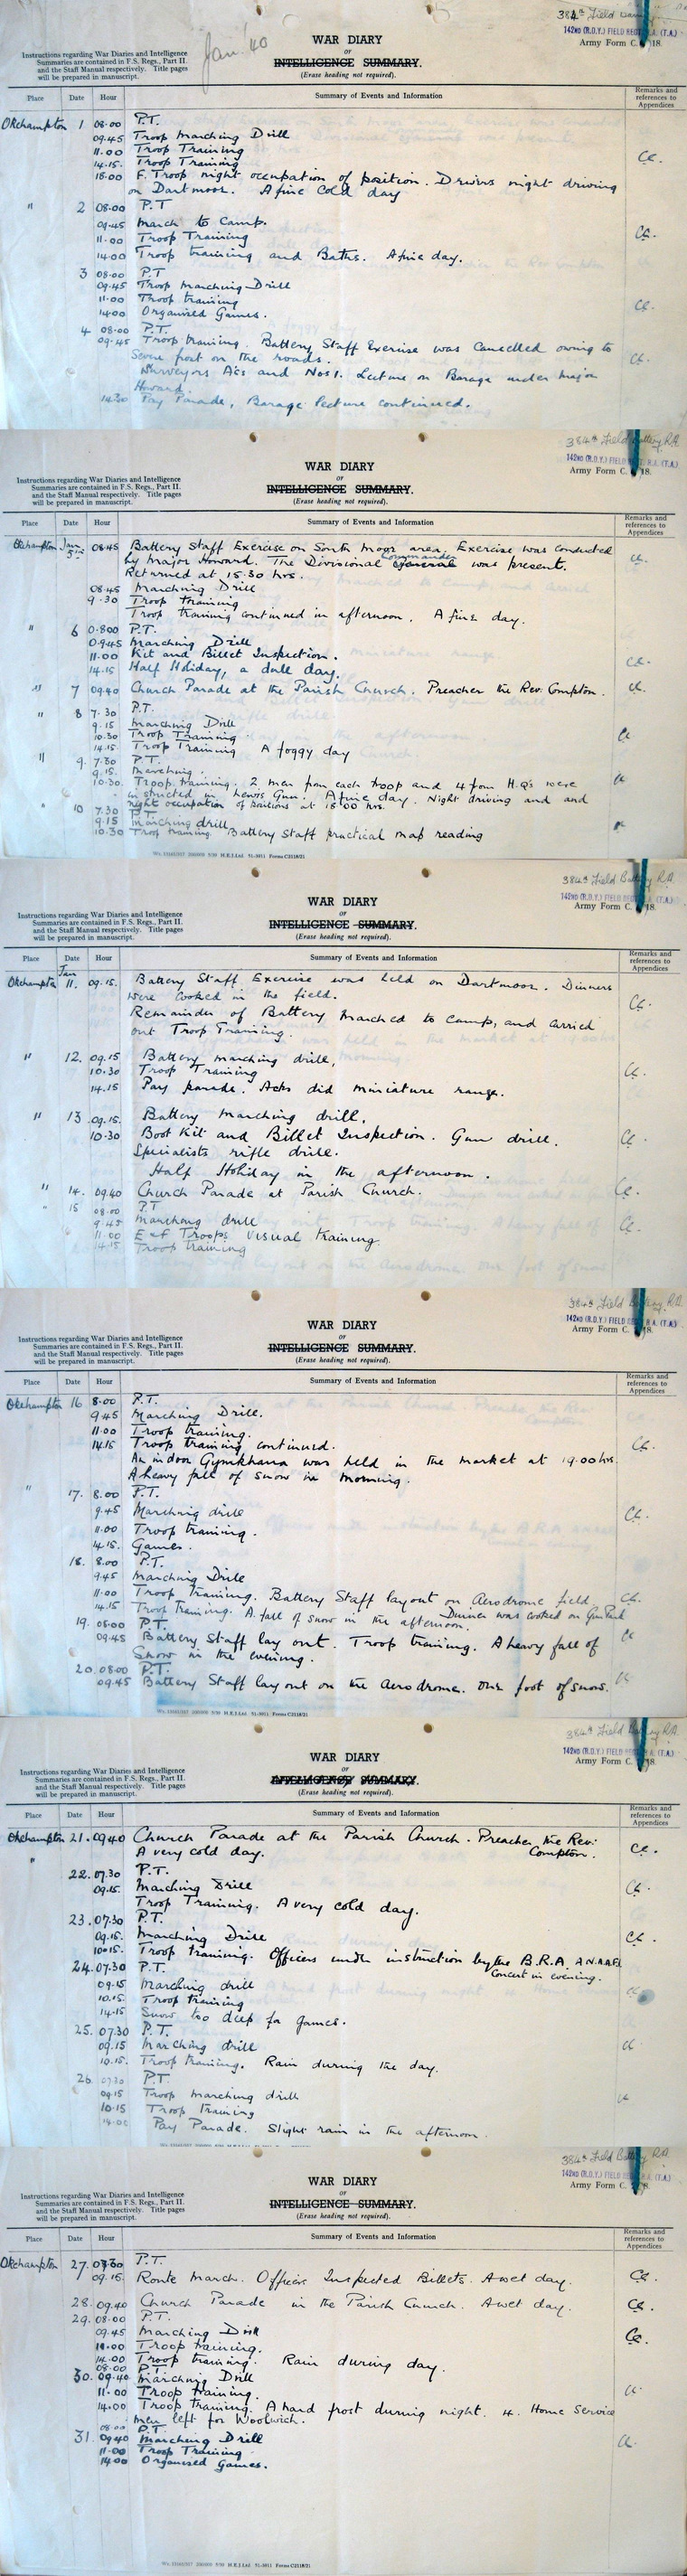 Jan '40
384th Field Battery
142ND (R.D.Y.) FIELD REGT R.A. (T.A.)
Army Form C. 2118.
WAR DIARY
or
INTELLIGENCE SUMMARY.
(Erase heading not required).
Instructions regarding War Diaries and Intelligence
Summaries are contained in F.S. Regs., Part II.
and the Staff Manual respectively. Title pages
will be prepared in manuscript.
Place Date Hour Summary of Events and Information Remarks and references to Appendices
Okehampton 1 08.00 P.T.
09.45 Troop Marching Drill
11.00 Troop Training
14.15. Troop Training
18.00 F. Troop night occupation of position. Drivers night driving
on Dartmoor. A fine Cold day
" 2 08.00 P.T
09.45 March to Camp.
11.00 Troop Training
14.00 Troop training and Baths. A fine day.
3 08.00 P.T
09.45 Troop Marching Drill
11.00 Troop training
14.00 Organised Games.
4 08.00 P.T.
09.45 Troop training. Battery Staff Exercise was Cancelled owing to
Severe frost on the roads.
Surveyors Acks and Nos 1. Lecture on Barage under Major
Howard.
14.30 Pay Parade, Barage lecture continued.
384th Field Battery R.A.
142ND (R.D.Y.) FIELD REGT R.A. (T.A.)
Army Form C. 2118.
WAR DIARY
or
INTELLIGENCE SUMMARY.
(Erase heading not required).
Instructions regarding War Diaries and Intelligence
Summaries are contained in F.S. Regs., Part II.
and the Staff Manual respectively. Title pages
will be prepared in manuscript.
Place Date Hour Summary of Events and Information Remarks and references to Appendices
Okehampton Jan 5th 08.45 Battery Staff Exercise on South Moor area. Exercise was conducted
by Major Howard. The Divisional Commander was present.
Returned at 15.30 hrs.
08.45 Marching Drill
9.30 Troop training
Troop training continued in afternoon. A fine day.
" 6 0.800 P.T.
0.945 Marching Drill
11.00 Kit and Billet Inspection.
14.15 Half Holiday, a dull day.
" 7 09.40 Church Parade at the Parish Church. Preacher the Rev. Compton.
" 8 7.30 P.T.
9.15 Marching Drill
10.30 Troop Training
14.15 Troop Training A foggy day
" 9. 7.30 P.T.
9.15. Marching.
10.30. Troop training. 2 men from each troop and 4 from H.Qs were
instructed in Lewis Gun. A fine day. Night driving and and
night occupation of positions at 18.00 hrs.
" 10 7.30 P.T.
9.15 Marching drill
10.30 Troop training. Battery Staff practical map reading
384th Field Battery R.A.
142ND (R.D.Y.) FIELD REGT R.A. (T.A.)
Army Form C. 2118.
WAR DIARY
or
INTELLIGENCE SUMMARY.
(Erase heading not required).
Instructions regarding War Diaries and Intelligence
Summaries are contained in F.S. Regs., Part II.
and the Staff Manual respectively. Title pages
will be prepared in manuscript.
Place Date Hour Summary of Events and Information Remarks and references to Appendices
Okehampton Jan 11. 09.15. Battery Staff Exercise was held on Dartmoor. Dinners
were cooked in the field.
Remainder of Battery Marched to Camp, and carried
out Troop Training.
" 12. 09.15 Battery marching drill,
10.30 Troop Training
14.15 Pay parade. Acks did miniature range.
" 13 09.15. Battery marching drill,
10.30 Boot Kit and Billet Inspection. Gun drill.
Specialists rifle drill.
Half Holiday in the afternoon.
" 14. 09.40 Church Parade at Parish Church.
" 15 08.00 P.T
9.45 Marching drill
11.00 E & F Troops visual training.
14.15 Troop training
384th Field Battery R.A.
142ND (R.D.Y.) FIELD REGT R.A. (T.A.)
Army Form C. 2118.
WAR DIARY
or
INTELLIGENCE SUMMARY.
(Erase heading not required).
Instructions regarding War Diaries and Intelligence
Summaries are contained in F.S. Regs., Part II.
and the Staff Manual respectively. Title pages
will be prepared in manuscript.
Place Date Hour Summary of Events and Information Remarks and references to Appendices
Okehampton 16 8.00 P.T.
9.45 Marching Drill.
11.00 Troop training.
14.15 Troop training continued.
An indoor Gymkhana was held in the market at 19.00 hrs.
A heavy fall of snow in morning.
" 17. 8.00 P.T.
9.45 Marching drill
11.00 Troop training.
14.15. Games.
18. 8.00 P.T.
9.45 Marching Drill
11.00 Troop training. Battery Staff layout on Aerodrome field
14.15 Troop Training. A fall of snow in the afternoon. Dinner was cooked on Gun Park
19. 08.00 P.T.
09.45 Battery Staff lay out. Troop training. A heavy fall of
Snow in the evening.
20. 08.00 P.T.
09.45 Battery Staff lay out on the Aerodrome. One foot of snow.
384th Field Battery R.A.
142ND (R.D.Y.) FIELD REGT R.A. (T.A.)
Army Form C. 2118.
WAR DIARY
or
INTELLIGENCE SUMMARY.
(Erase heading not required).
Instructions regarding War Diaries and Intelligence
Summaries are contained in F.S. Regs., Part II.
and the Staff Manual respectively. Title pages
will be prepared in manuscript.
Place Date Hour Summary of Events and Information Remarks and references to Appendices
Okehampton 21. 09.40 Church Parade at the Parish Church. Preacher the Rev:
A very cold day. Compton.
" 22. 07.30 P.T.
09.15. Marching Drill
Troop Training. A very cold day.
23. 07.30 P.T.
09.15. Marching Drill
10.15. Troop training. Officers under instruction by the B.R.A. A N.A.A.F.I.
Concert in evening.
24. 07.30 P.T.
09.15 Marching drill
10.15. Troop training
14.15 Snow too deep for games.
25. 07.30 P.T.
09.15 Marching drill
10.15. Troop training. Rain during the day.
26. 07.30 P.T.
09.15 Troop marching drill
10.15 Troop training
14.00 Pay Parade. Slight rain in the afternoon.
384th Field Battery R.A.
142ND (R.D.Y.) FIELD REGT R.A. (T.A.)
Army Form C. 2118.
WAR DIARY
or
INTELLIGENCE SUMMARY.
(Erase heading not required).
Instructions regarding War Diaries and Intelligence
Summaries are contained in F.S. Regs., Part II.
and the Staff Manual respectively. Title pages
will be prepared in manuscript.
Place Date Hour Summary of Events and Information Remarks and references to Appendices
Okehampton 27. 07.30 P.T.
09.15. Route March. Officers Inspected Billets. A wet day.
28. 09.40 Church Parade in the Parish Church. A wet day.
29. 08.00 P.T.
09.45 Marching Drill
11.00 Troop training.
14.00 Troop training. Rain during day.
08.00 P.T.
30. 09.40 Marching Drill
11.00 Troop training.
14.00 Troop training. A hard frost during night. 4. Home Service
men left for Woolwich.
08.00 P.T.
31. 0940 Marching Drill
11.00 Troop Training
14.00 Organised Games.